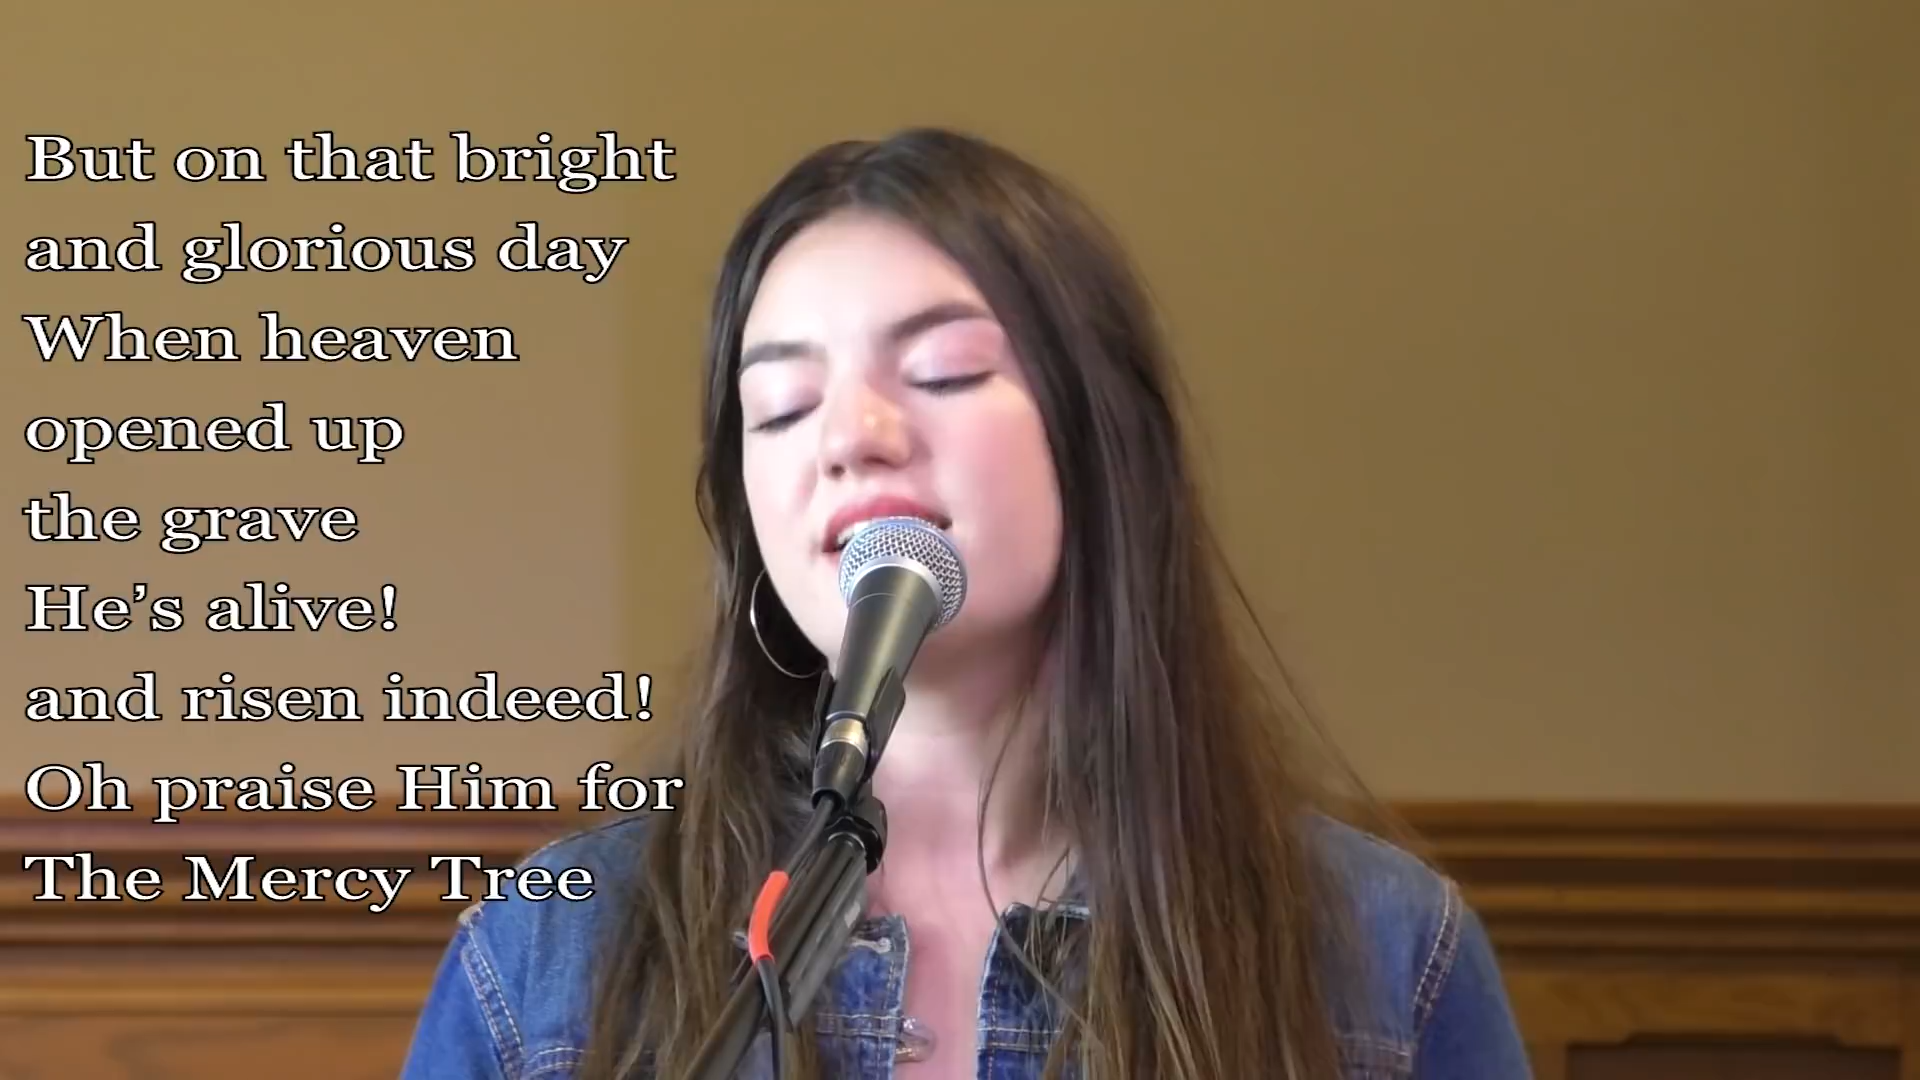 But on that bright
and glorious day
When heaven
opened up
the grave
He’s alive!
and risen indeed!
Oh praise Him for
The Mercy Tree